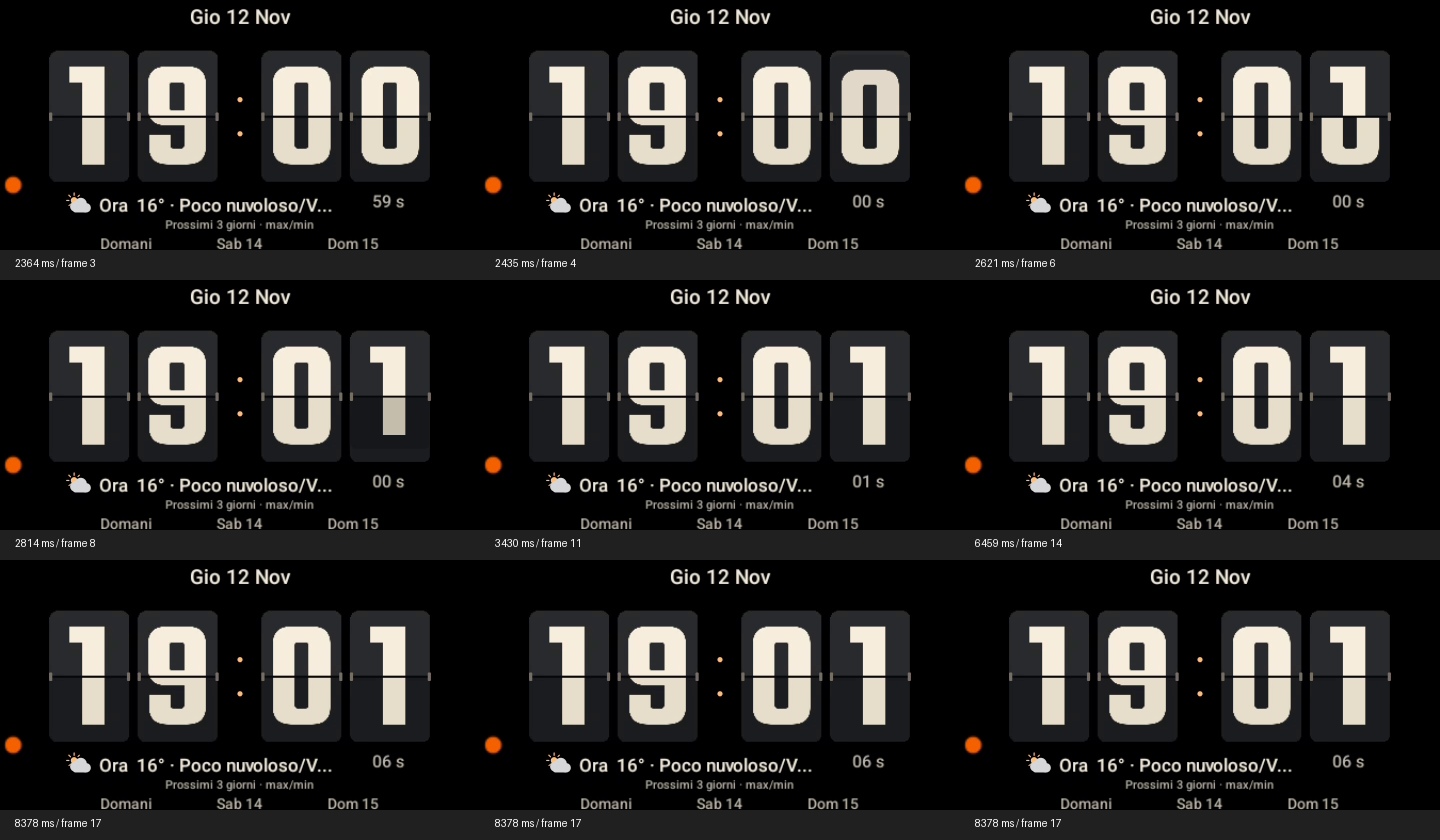 Gio 12 Nov
Gio 12 Nov
Gio 12 Nov
19:00
19:00
19:0
59 s
00 s
00 s
Ora 16° · Poco nuvoloso/V...
Ora 16° · Poco nuvoloso/V...
Ora 16° · Poco nuvoloso/V...
Prossimi 3 giorni · max/min
Prossimi 3 giorni · max/min
Prossimi 3 giorni · max/min
Domani Sab 14 Dom 15
Domani Sab 14 Dom 15
Domani Sab 14 Dom 15
2364 ms / frame 3
2435 ms / frame 4
2621 ms / frame 6
Gio 12 Nov
Gio 12 Nov
Gio 12 Nov
19:01
19:01
19:01
00 s
01 s
04 s
Ora 16° · Poco nuvoloso/V...
Ora 16° · Poco nuvoloso/V...
Ora 16° · Poco nuvoloso/V...
Prossimi 3 giorni · max/min
Prossimi 3 giorni · max/min
Prossimi 3 giorni · max/min
Domani Sab 14 Dom 15
Domani Sab 14 Dom 15
Domani Sab 14 Dom 15
2814 ms / frame 8
3430 ms / frame 11
6459 ms / frame 14
Gio 12 Nov
Gio 12 Nov
Gio 12 Nov
19:01
19:01
19:01
06 s
06 s
06 s
Ora 16° · Poco nuvoloso/V...
Ora 16° · Poco nuvoloso/V...
Ora 16° · Poco nuvoloso/V...
Prossimi 3 giorni · max/min
Prossimi 3 giorni · max/min
Prossimi 3 giorni · max/min
Domani Sab 14 Dom 15
Domani Sab 14 Dom 15
Domani Sab 14 Dom 15
8378 ms / frame 17
8378 ms / frame 17
8378 ms / frame 17